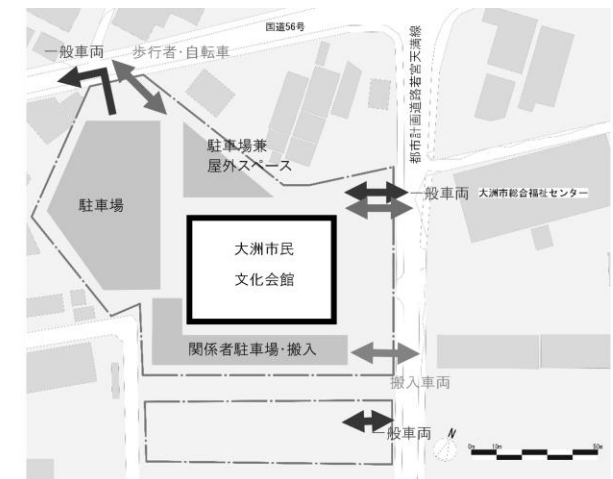 国道56号
一般車両
歩行者・自転車
都市計画道路若宮天満線
駐車場兼
屋外スペース
駐車場
一般車両
大洲市総合福祉センター
大洲市民
文化会館
関係者駐車場・搬入
搬入車両
一般車両
N
0m 10m 50m